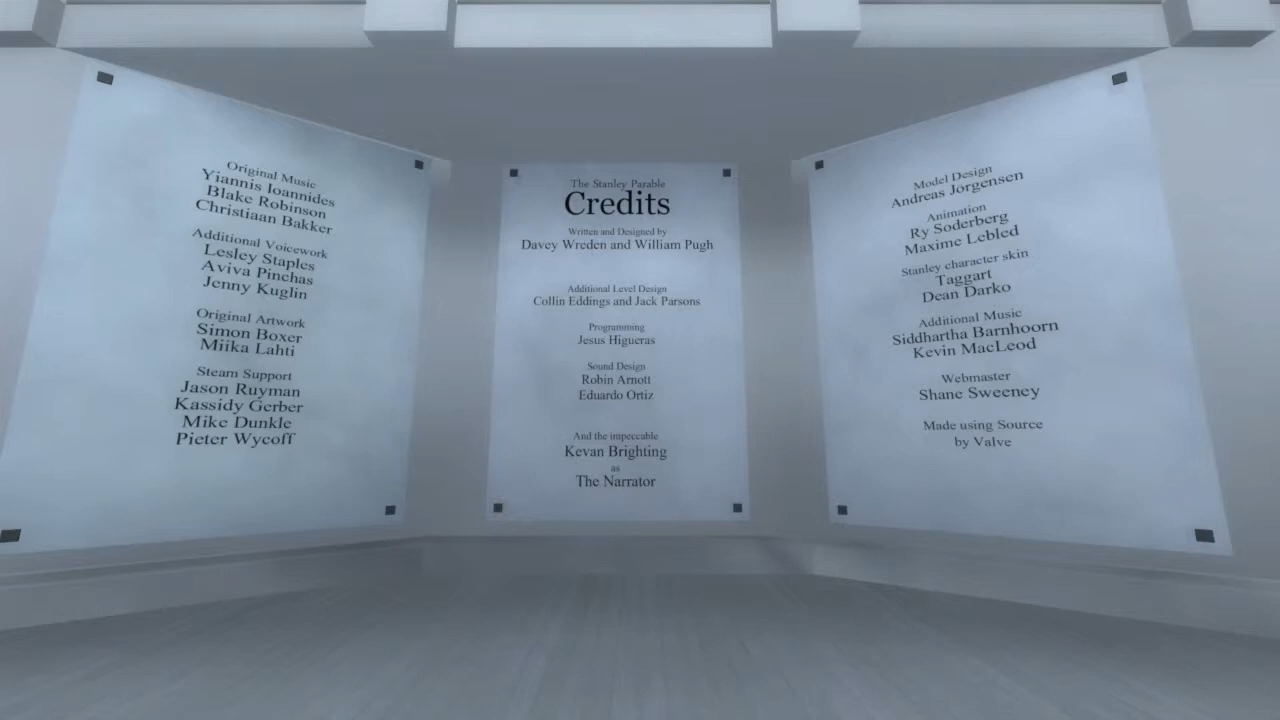 Original Music
Yiannis Ioannides
Blake Robinson
Christiaan Bakker
Additional Voicework
Lesley Staples
Aviva Pinchas
Jenny Kuglin
Original Artwork
Simon Boxer
Miika Lahti
Steam Support
Jason Ruyman
Kassidy Gerber
Mike Dunkle
Pieter Wycoff
The Stanley Parable
Credits
Written and Designed by
Davey Wreden and William Pugh
Additional Level Design
Collin Eddings and Jack Parsons
Programming
Jesus Higueras
Sound Design
Robin Arnott
Eduardo Ortiz
And the impeccable
Kevan Brighting
as
The Narrator
Model Design
Andreas Jorgensen
Animation
Ry Soderberg
Maxime Lebled
Stanley character skin
Taggart
Dean Darko
Additional Music
Siddhartha Barnhoorn
Kevin MacLeod
Webmaster
Shane Sweeney
Made using Source
by Valve